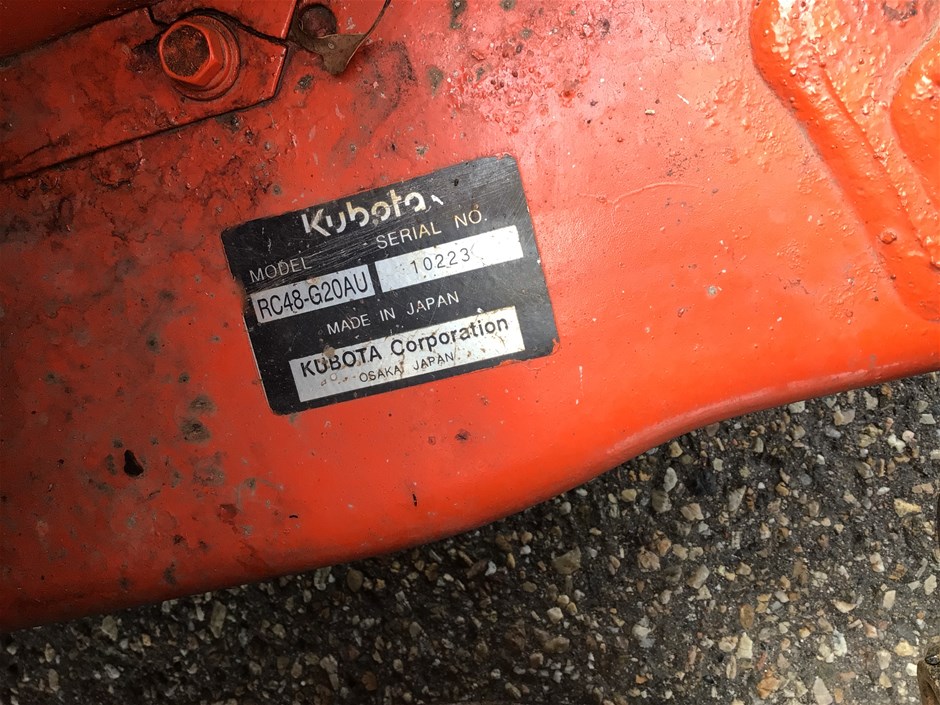 Kubota
MODEL SERIAL NO.
RC48-G20AU 10223
MADE IN JAPAN
KUBOTA Corporation
OSAKA JAPAN